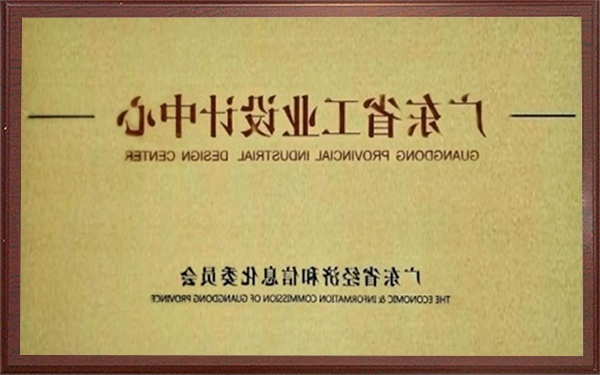 广东省工业设计中心
GUANGDONG PROVINCIAL INDUSTRIAL DESIGN CENTER
广东省经济和信息化委员会
THE ECONOMIC & INFORMATION COMMISSION OF GUANGDONG PROVINCE